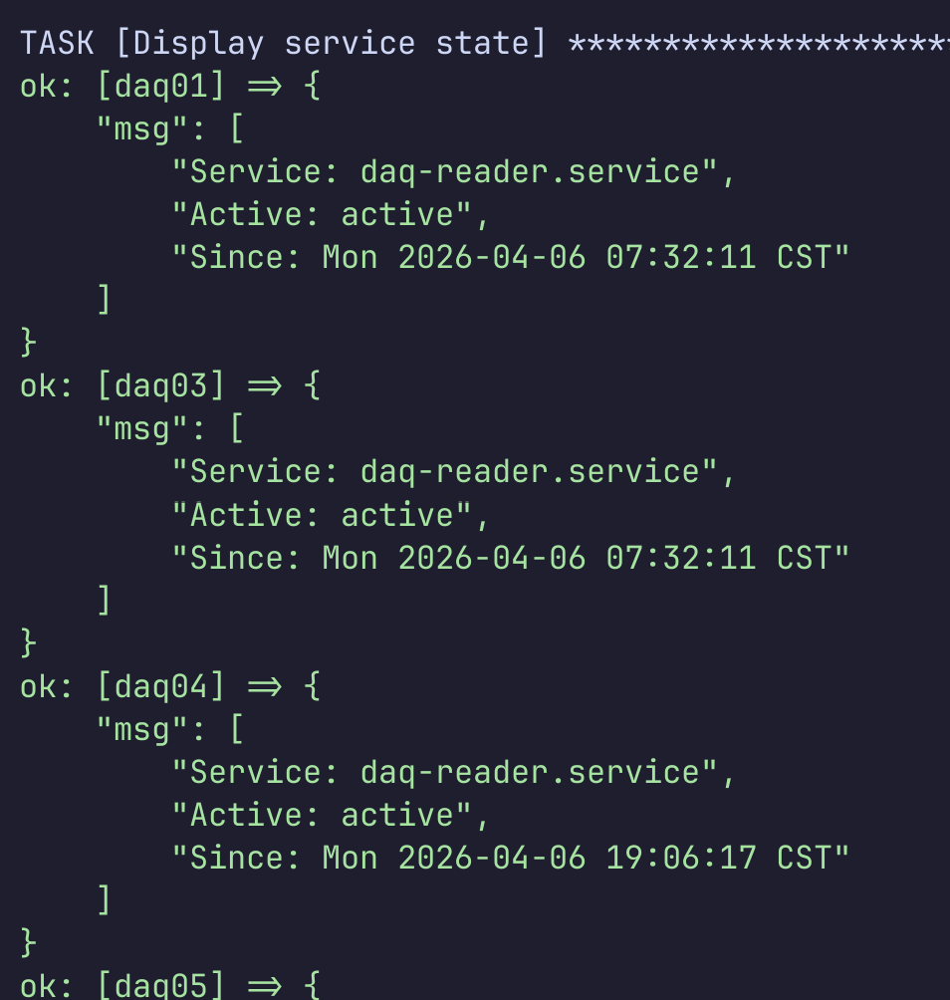 TASK [Display service state] ********************
ok: [daq01] => {
    "msg": [
        "Service: daq-reader.service",
        "Active: active",
        "Since: Mon 2026-04-06 07:32:11 CST"
    ]
}
ok: [daq03] => {
    "msg": [
        "Service: daq-reader.service",
        "Active: active",
        "Since: Mon 2026-04-06 07:32:11 CST"
    ]
}
ok: [daq04] => {
    "msg": [
        "Service: daq-reader.service",
        "Active: active",
        "Since: Mon 2026-04-06 19:06:17 CST"
    ]
}
ok: [daq05] => {